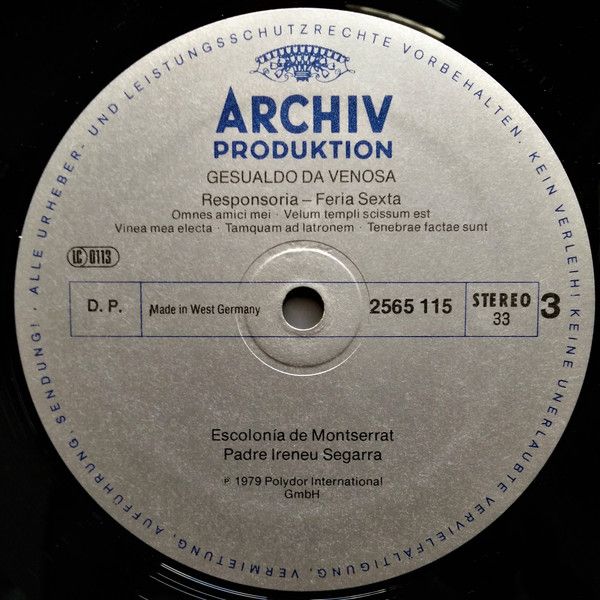 ALLE URHEBER- UND LEISTUNGSSCHUTZRECHTE VORBEHALTEN. KEIN VERLEIH! KEINE UNERLAUBTE VERVIELFÄLTIGUNG, VERMIETUNG, AUFFÜHRUNG, SENDUNG! ·
ARCHIV
PRODUKTION
GESUALDO DA VENOSA
Responsoria – Feria Sexta
Omnes amici mei · Velum templi scissum est
Vinea mea electa · Tamquam ad latronem · Tenebrae factae sunt
LC 0113
D. P. Made in West Germany 2565 115 STEREO 3
33
Escolonía de Montserrat
Padre Ireneu Segarra
℗ 1979 Polydor International
GmbH